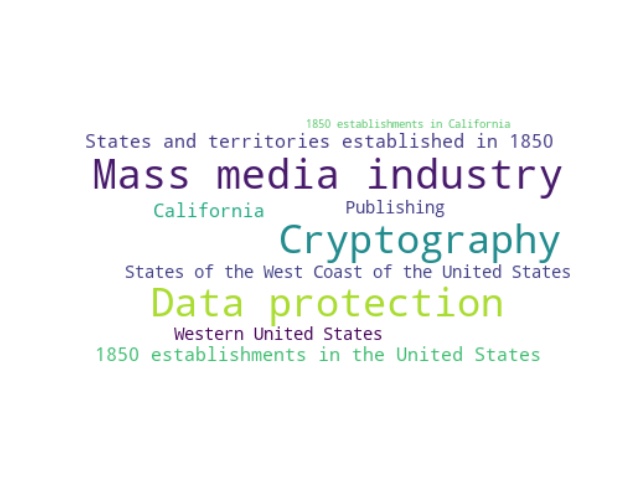 1850 establishments in California
States and territories established in 1850
Mass media industry
California
Publishing
Cryptography
States of the West Coast of the United States
Data protection
Western United States
1850 establishments in the United States